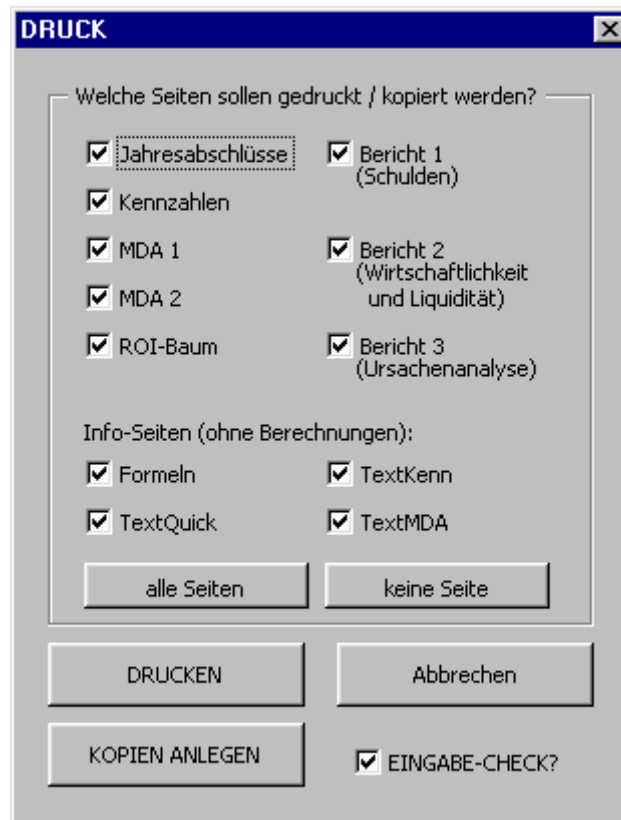 DRUCK
Welche Seiten sollen gedruckt / kopiert werden?
Jahresabschlüsse
Bericht 1
(Schulden)
Kennzahlen
MDA 1
Bericht 2
(Wirtschaftlichkeit
und Liquidität)
MDA 2
ROI-Baum
Bericht 3
(Ursachenanalyse)
Info-Seiten (ohne Berechnungen):
Formeln
TextKenn
TextQuick
TextMDA
alle Seiten
keine Seite
DRUCKEN
Abbrechen
KOPIEN ANLEGEN
EINGABE-CHECK?